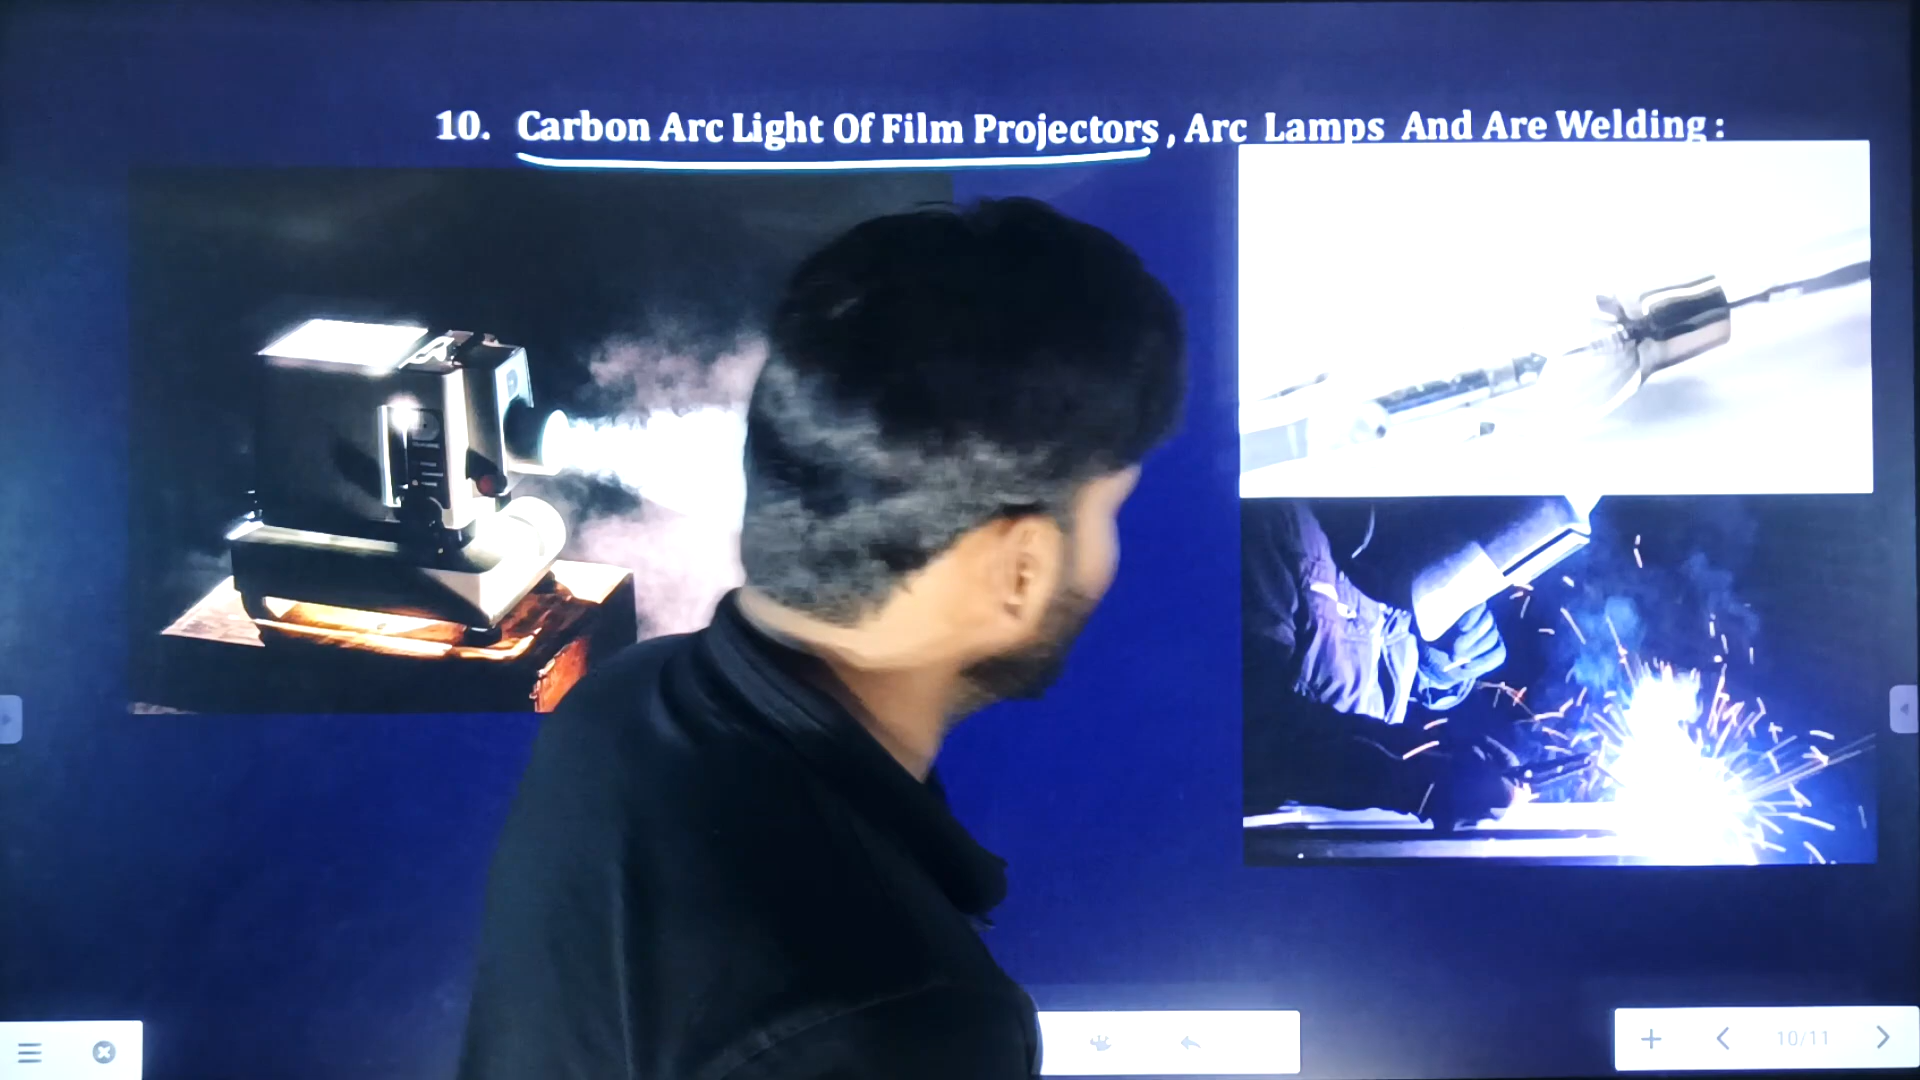 10. Carbon Arc Light Of Film Projectors , Arc Lamps And Are Welding :
10/11